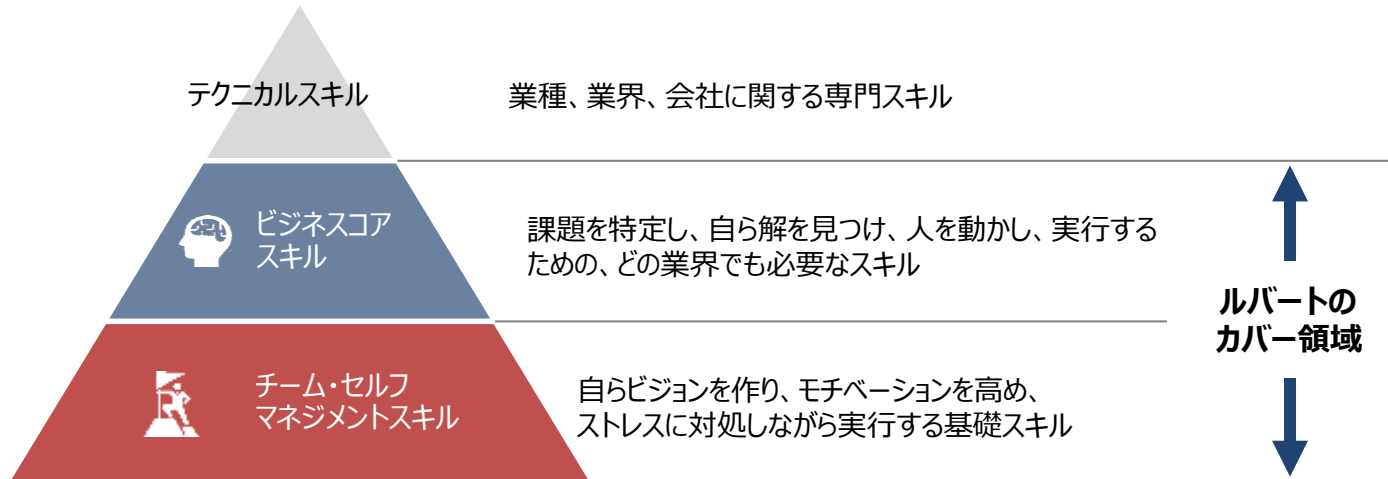 テクニカルスキル
業種、業界、会社に関する専門スキル
ビジネスコア
スキル
課題を特定し、自ら解を見つけ、人を動かし、実行する
ための、どの業界でも必要なスキル
ルバートの
カバー領域
チーム・セルフ
マネジメントスキル
自らビジョンを作り、モチベーションを高め、
ストレスに対処しながら実行する基礎スキル